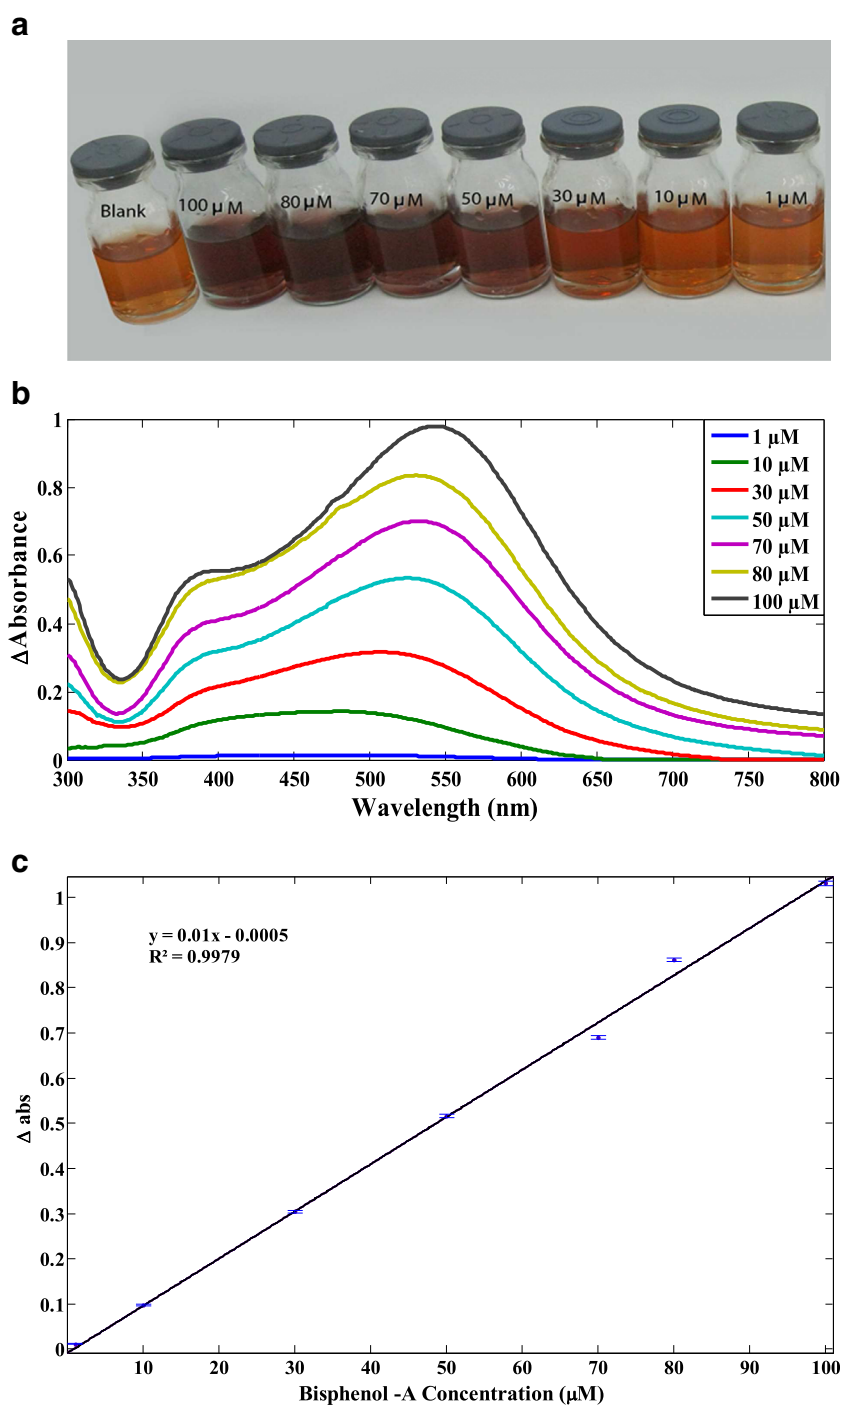 a
Blank
100 µM
80 µM
70 µM
50 µM
30 µM
10 µM
1 µM
b
ΔAbsorbance
1
0.8
0.6
0.4
0.2
0
300 350 400 450 500 550 600 650 700 750 800
Wavelength (nm)
1 µM
10 µM
30 µM
50 µM
70 µM
80 µM
100 µM
c
y = 0.01x - 0.0005
R² = 0.9979
Δ abs
1
0.9
0.8
0.7
0.6
0.5
0.4
0.3
0.2
0.1
0
10 20 30 40 50 60 70 80 90 100
Bisphenol -A Concentration (µM)